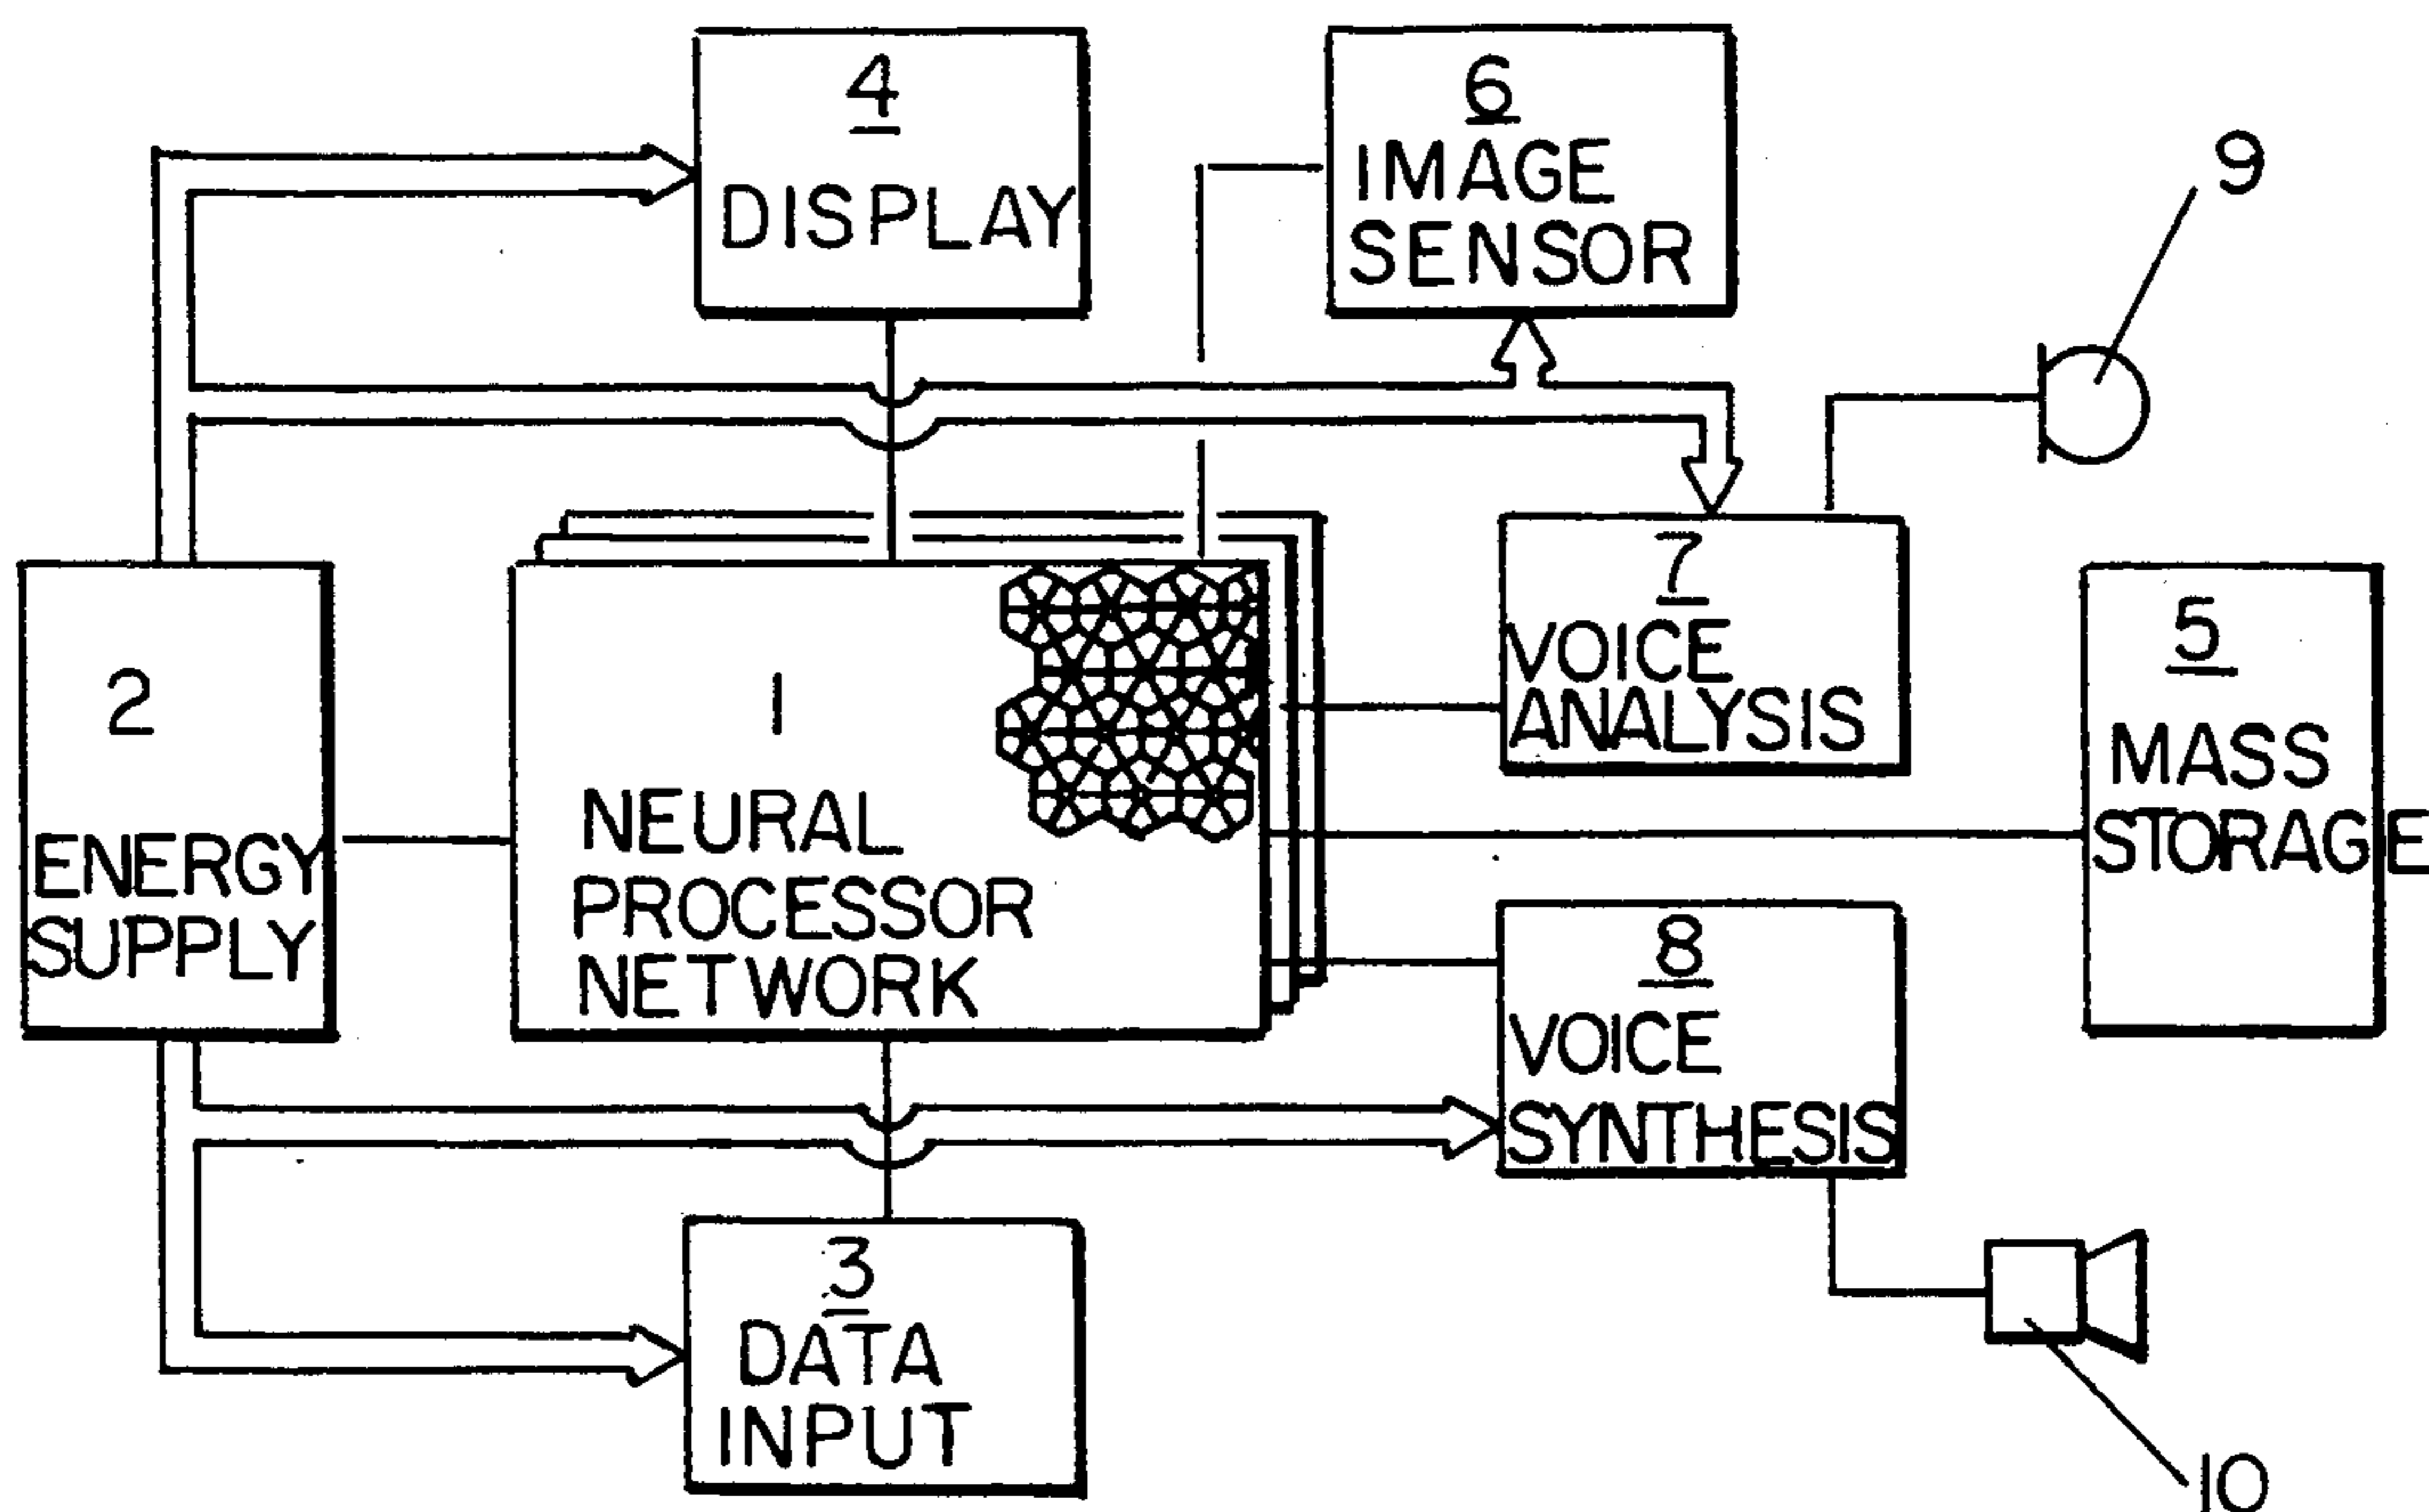 4
DISPLAY
6
IMAGE
SENSOR
9
2
ENERGY
SUPPLY
1
NEURAL
PROCESSOR
NETWORK
7
VOICE
ANALYSIS
5
MASS
STORAGE
8
VOICE
SYNTHESIS
3
DATA
INPUT
10